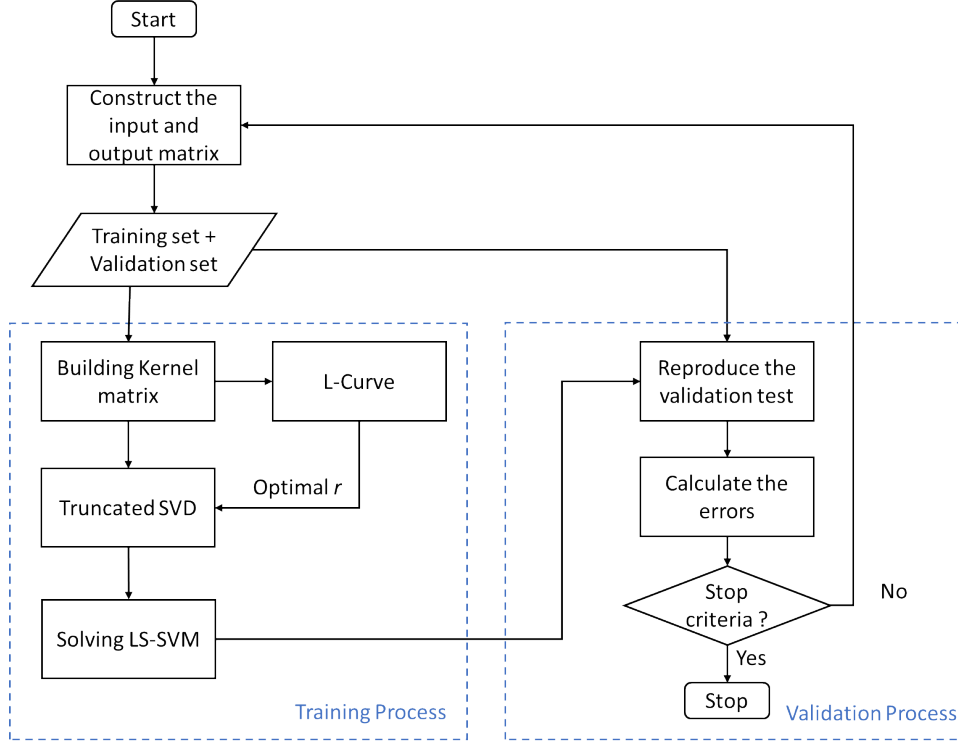 Start
Construct the
input and
output matrix
Training set +
Validation set
Building Kernel
matrix
L-Curve
Optimal r
Truncated SVD
Solving LS-SVM
Training Process
Reproduce the
validation test
Calculate the
errors
Stop
criteria ?
No
Yes
Stop
Validation Process